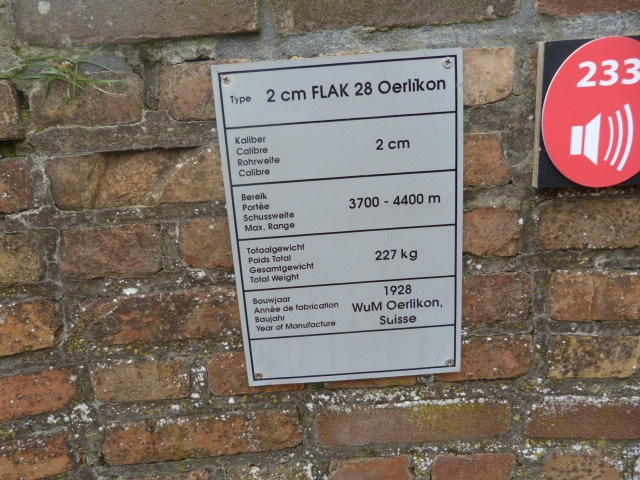 Type 2 cm FLAK 28 Oerlikon
Kaliber
Calibre
Rohrweite
Calibre
2 cm
Bereik
Portée
Schussweite
Max. Range
3700 - 4400 m
Totaalgewicht
Poids Total
Gesamtgewicht
Total Weight
227 kg
Bouwjaar
Année de fabrication
Baujahr
Year of Manufacture
1928
WuM Oerlikon,
Suisse
233